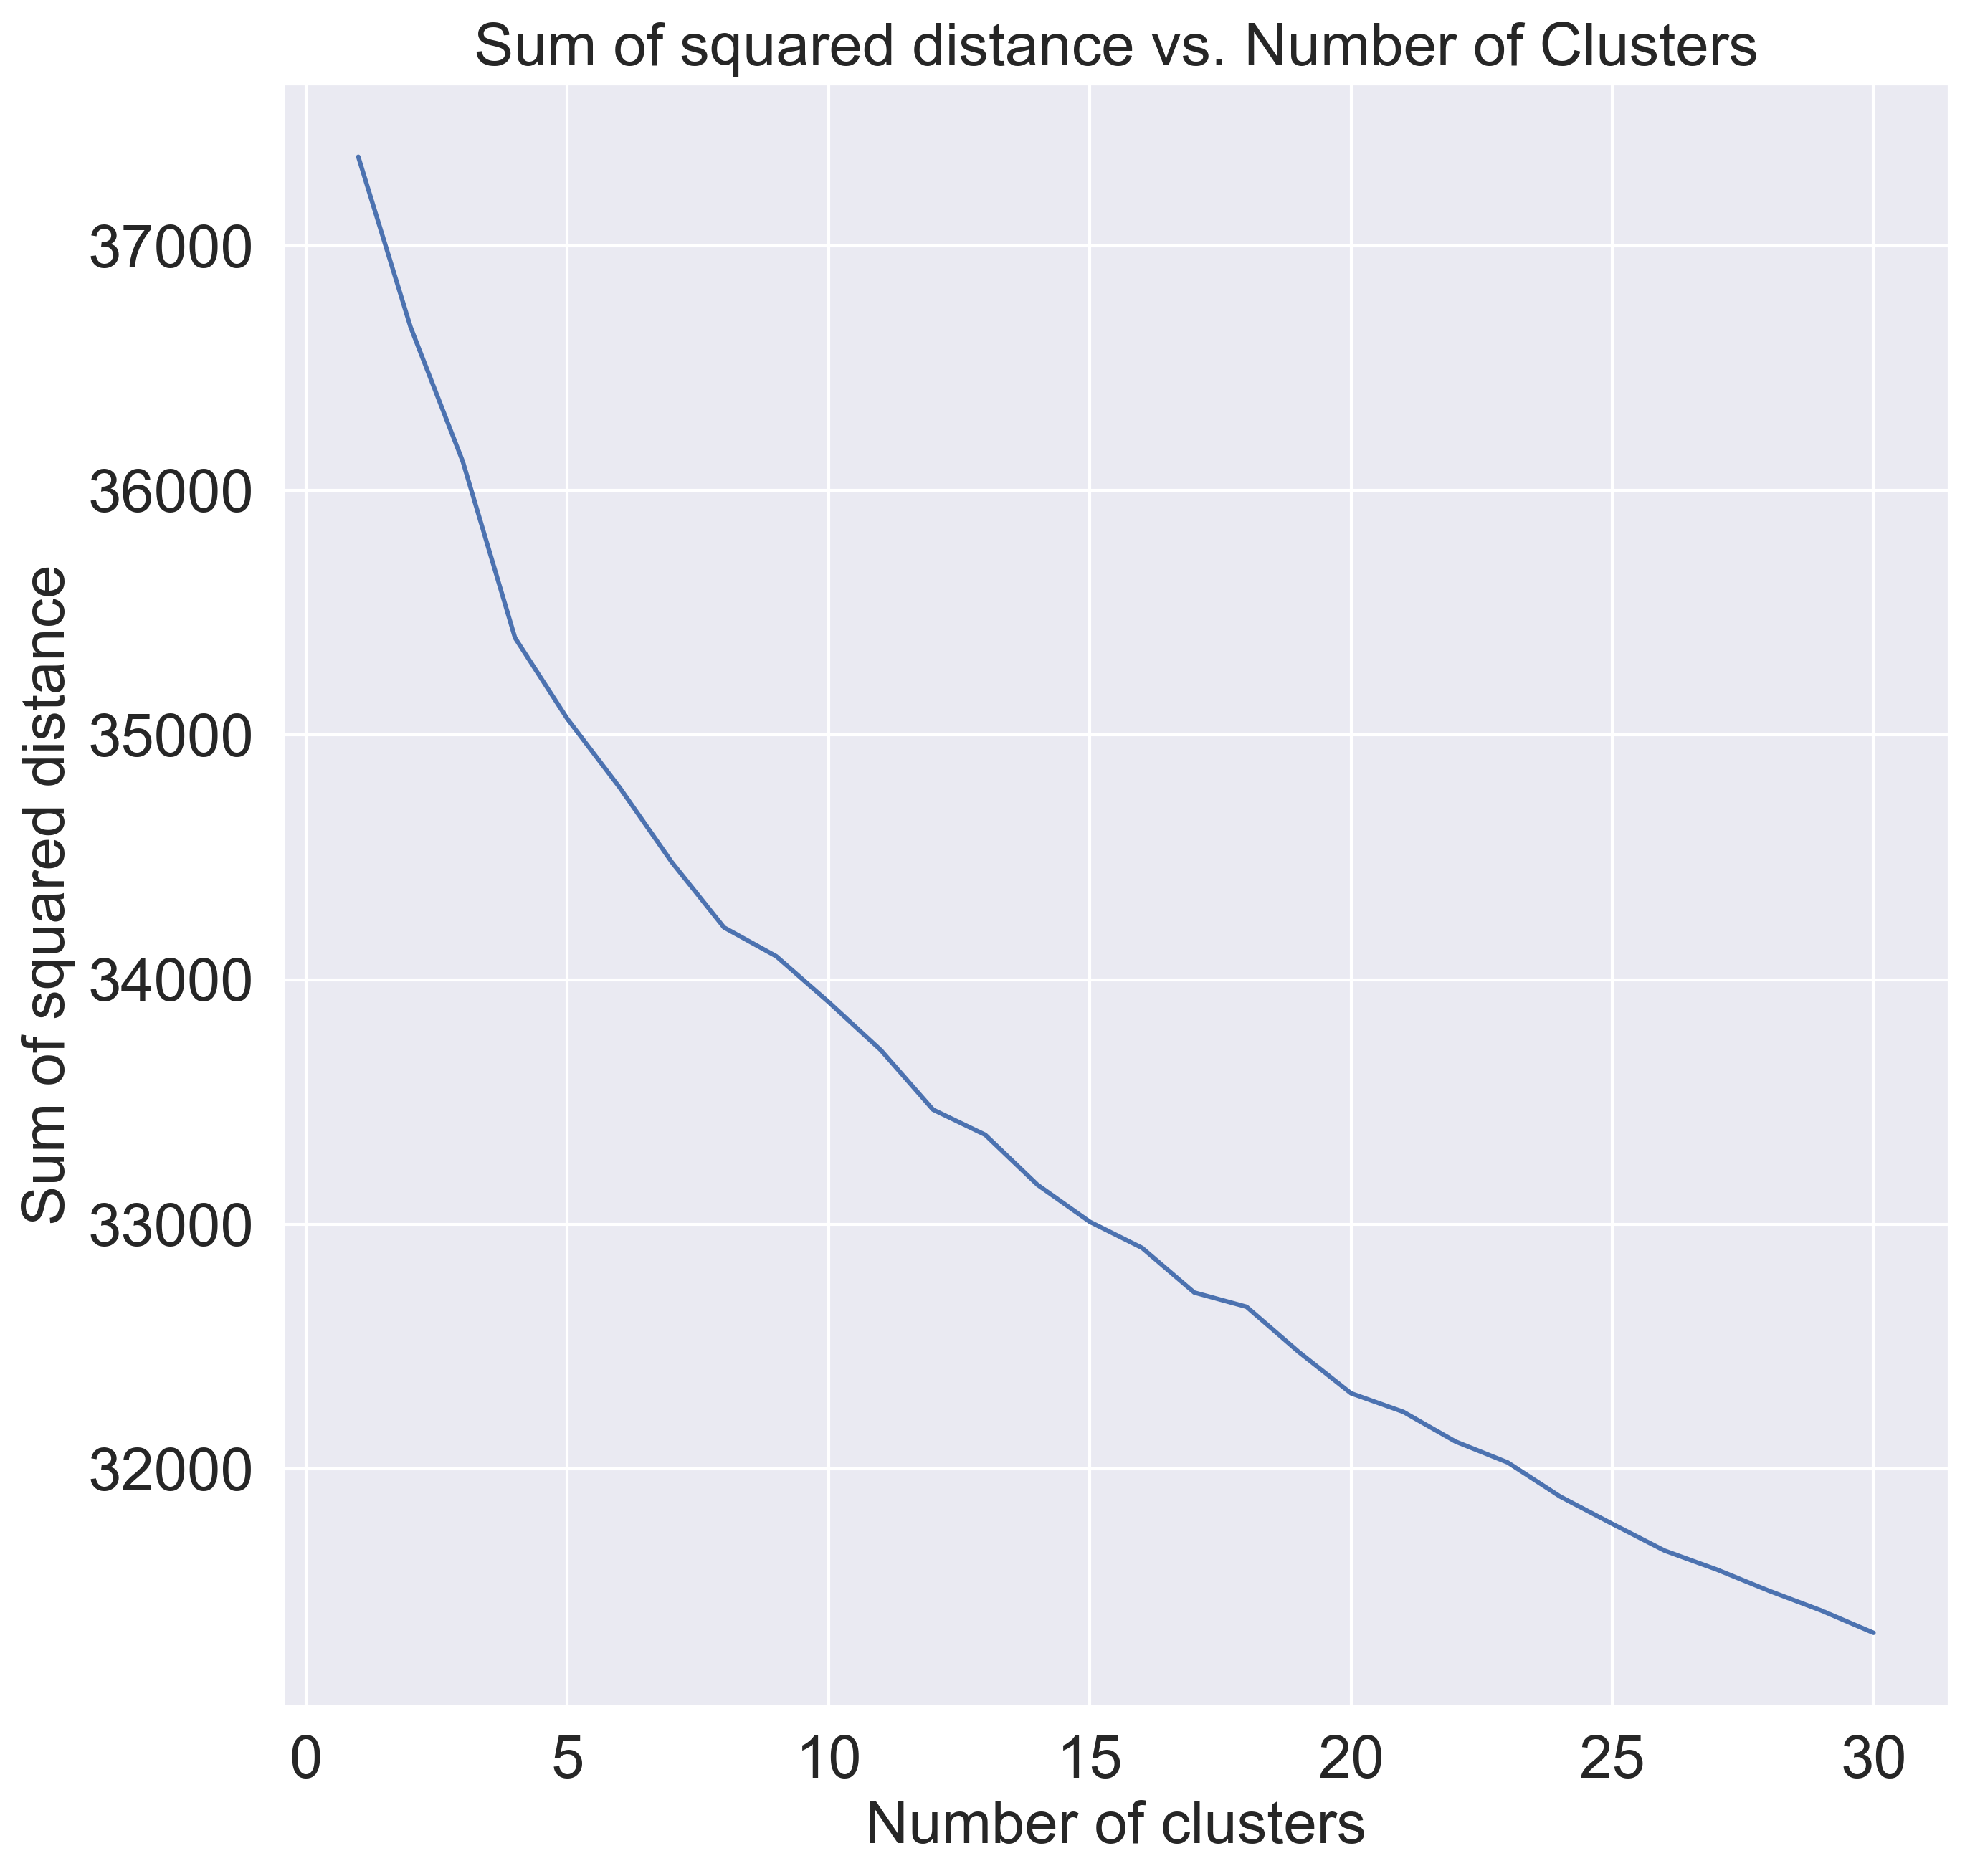 Sum of squared distance vs. Number of Clusters
Sum of squared distance
37000
36000
35000
34000
33000
32000
0 5 10 15 20 25 30
Number of clusters